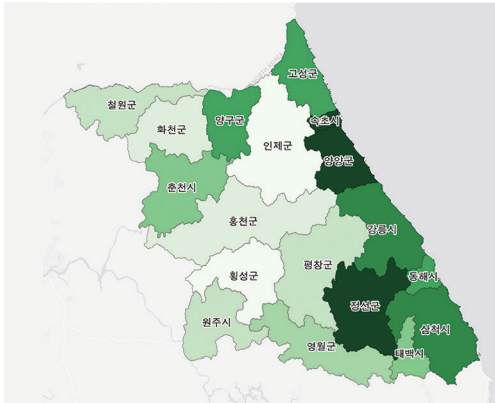 고성군
철원군
양구군
속초시
화천군
인제군
양양군
춘천시
홍천군
강릉시
평창군
동해시
횡성군
정선군
원주시
삼척시
영월군
태백시